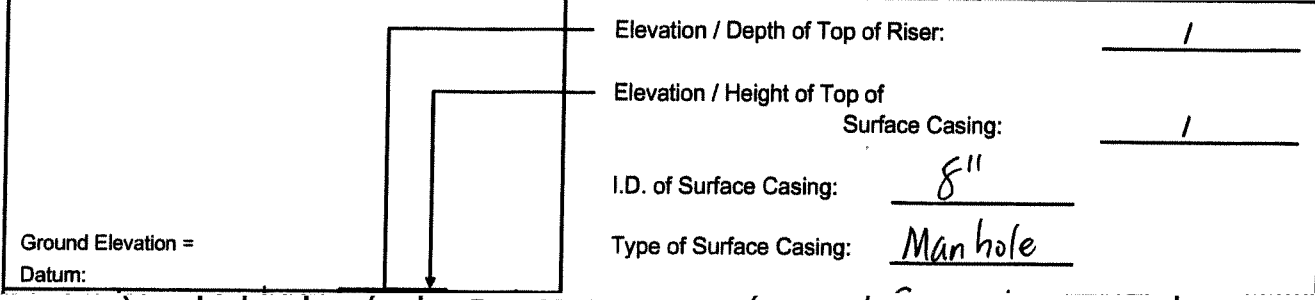 Elevation / Depth of Top of Riser: /
Elevation / Height of Top of
Surface Casing: /
I.D. of Surface Casing: 8"
Ground Elevation =
Type of Surface Casing: Manhole
Datum: